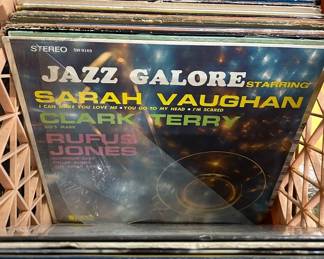 STEREO
JAZZ GALORE STARRING
SARAH VAUGHAN
I CAN MAKE YOU LOVE ME • YOU GO TO MY HEAD • I'M SCARED
CLARK TERRY
RUFUS
JONES